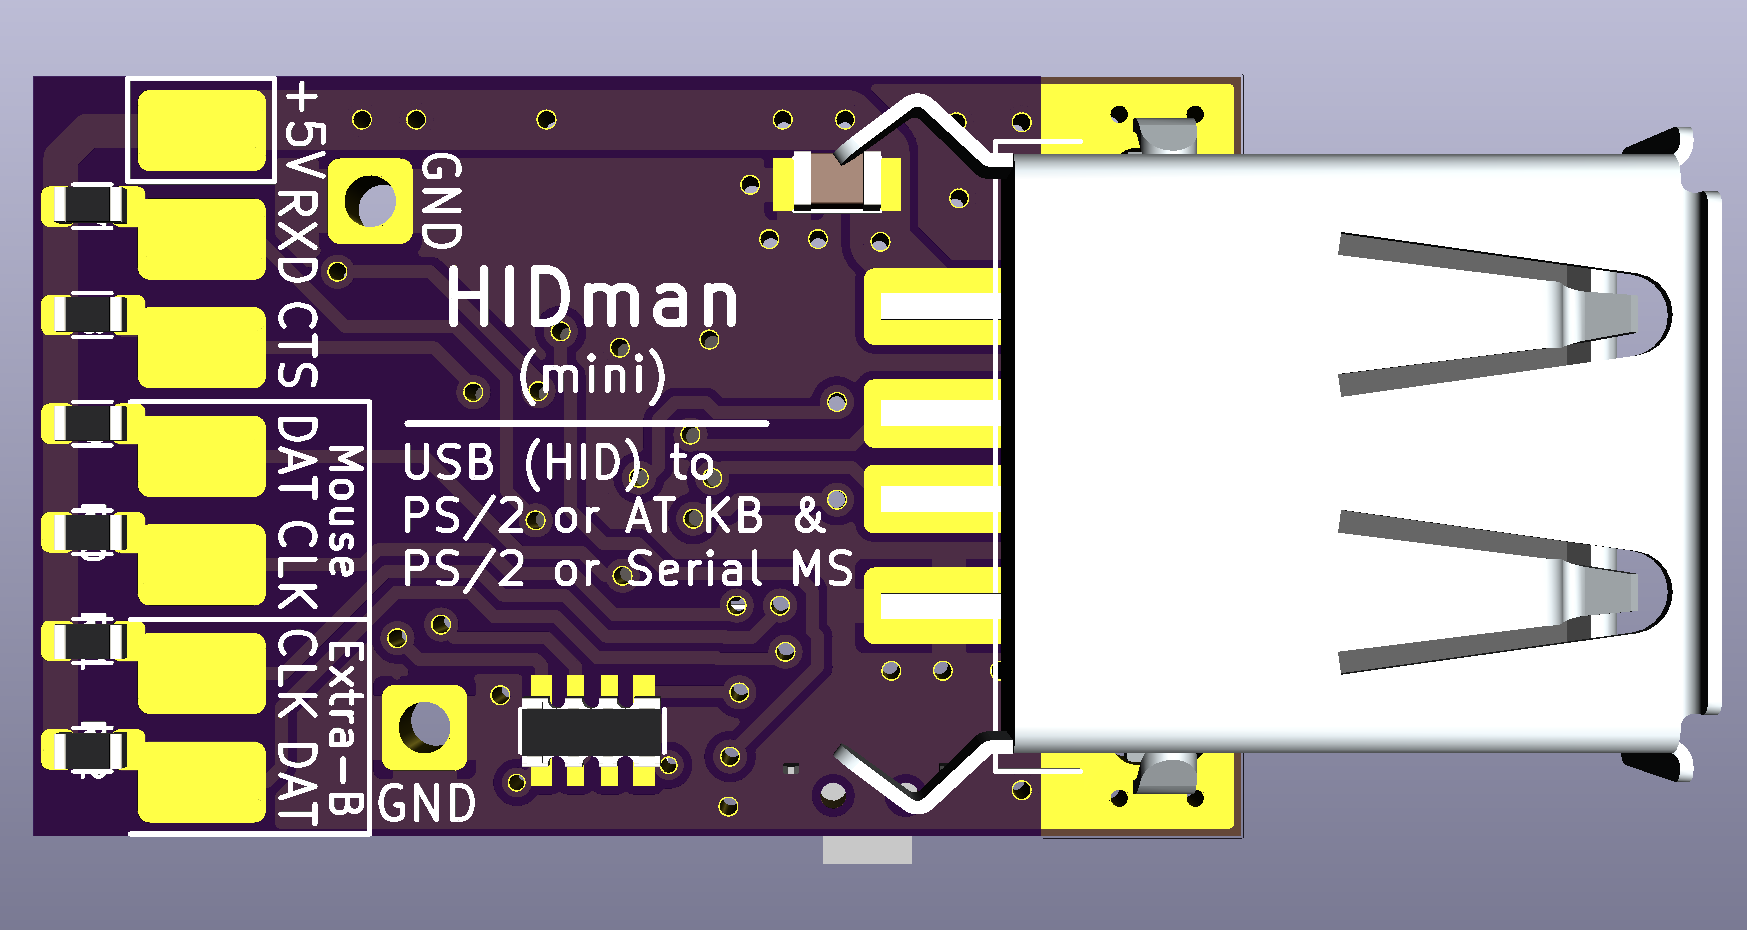 +5V
RXD
CTS
DAT
CLK
Mouse
CLK
DAT
Extra-B
GND
HIDman
(mini)
USB (HID) to
PS/2 or AT KB &
PS/2 or Serial MS
GND